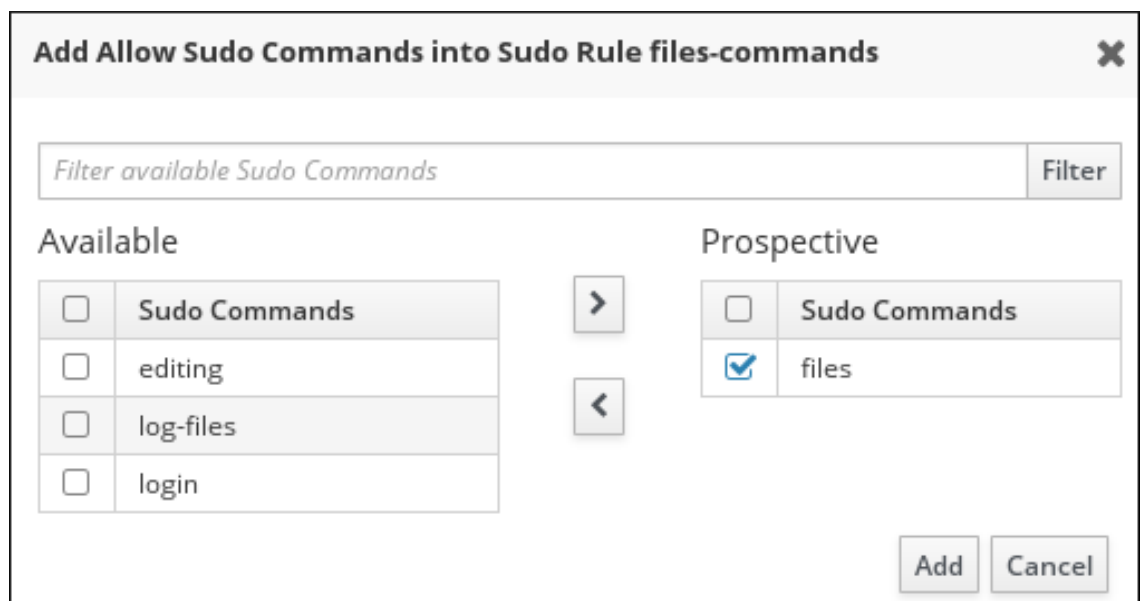 Add Allow Sudo Commands into Sudo Rule files-commands
Filter available Sudo Commands
Filter
Available
Prospective
Sudo Commands
Sudo Commands
editing
files
log-files
login
Add
Cancel